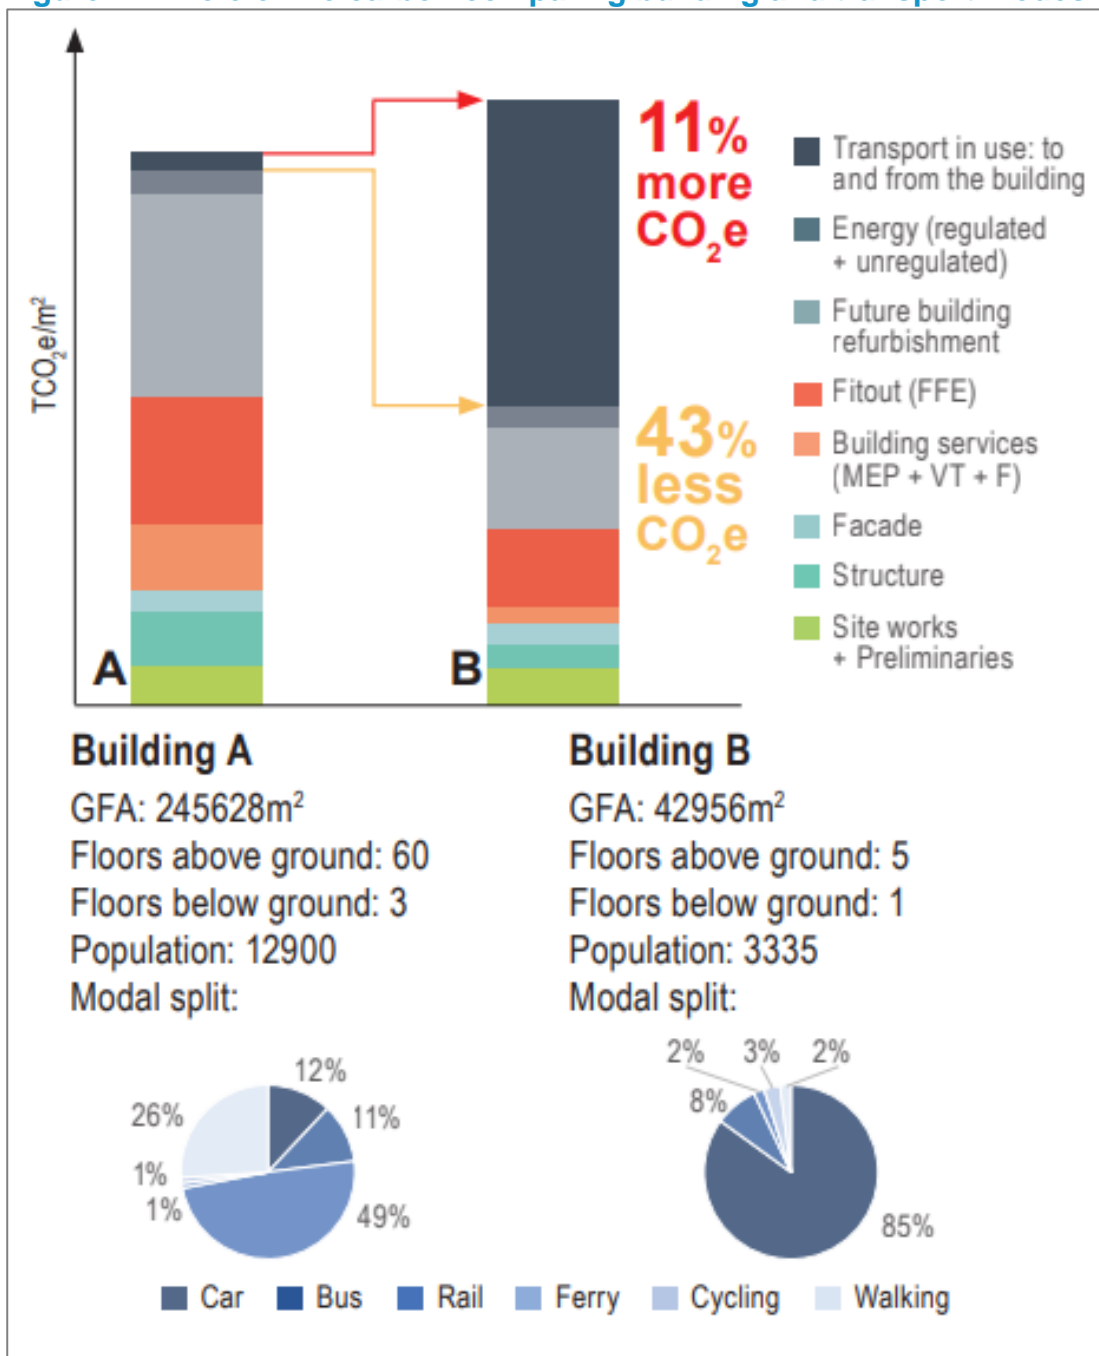 11%
more
CO₂e
43%
less
CO₂e
TCO₂e/m²
A
B
Transport in use: to
and from the building
Energy (regulated
+ unregulated)
Future building
refurbishment
Fitout (FFE)
Building services
(MEP + VT + F)
Facade
Structure
Site works
+ Preliminaries
Building A
GFA: 245628m²
Floors above ground: 60
Floors below ground: 3
Population: 12900
Modal split:
12%
11%
49%
1%
1%
26%
Building B
GFA: 42956m²
Floors above ground: 5
Floors below ground: 1
Population: 3335
Modal split:
2%
3%
2%
8%
85%
Car
Bus
Rail
Ferry
Cycling
Walking